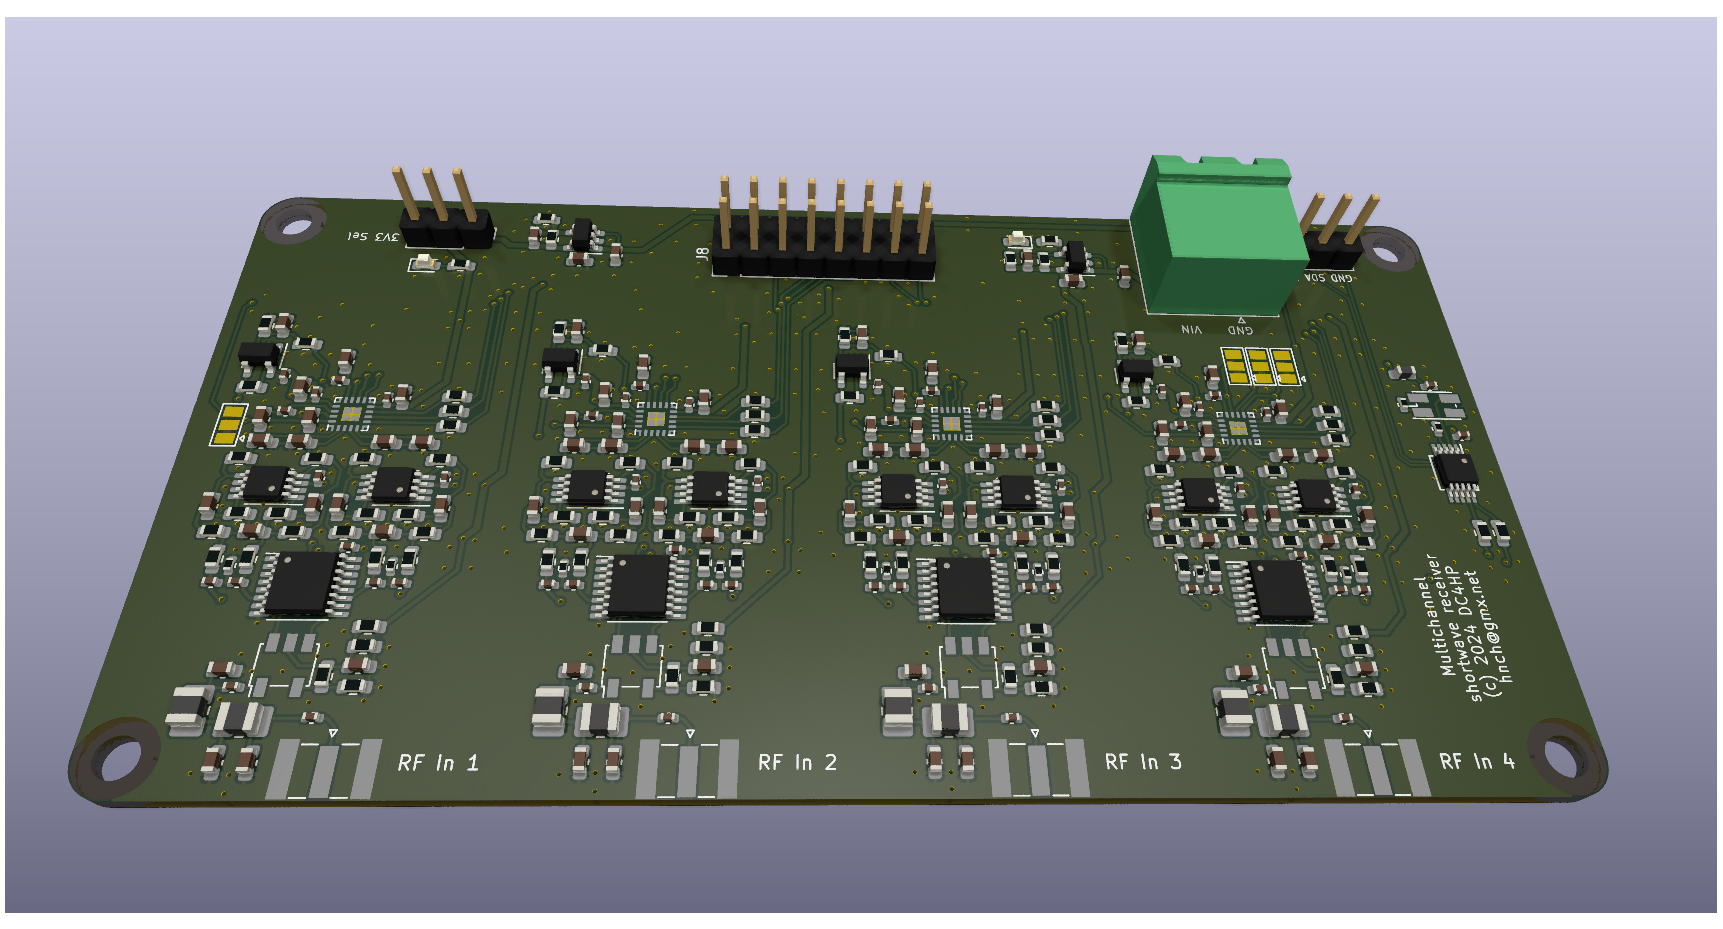 3V3 Sel
J8
GND SDA
VIN
GND
Multichannel
shortwave receiver
(c) 2024 DC4HP
hnch@gmx.net
RF In 1
RF In 2
RF In 3
RF In 4